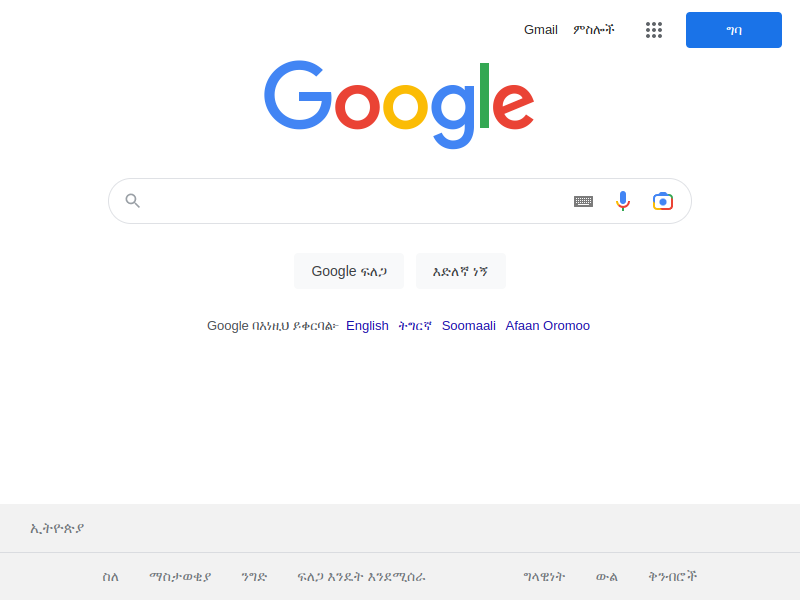 Gmail ምስሎች ግባ
Google
Google ፍለጋ እድለኛ ነኝ
Google በእነዚህ ይቀርባል፦ English ትግርኛ Soomaali Afaan Oromoo
ኢትዮጵያ
ስለ ማስታወቂያ ንግድ ፍለጋ እንዴት እንደሚሰራ ግላዊነት ውል ቅንብሮች